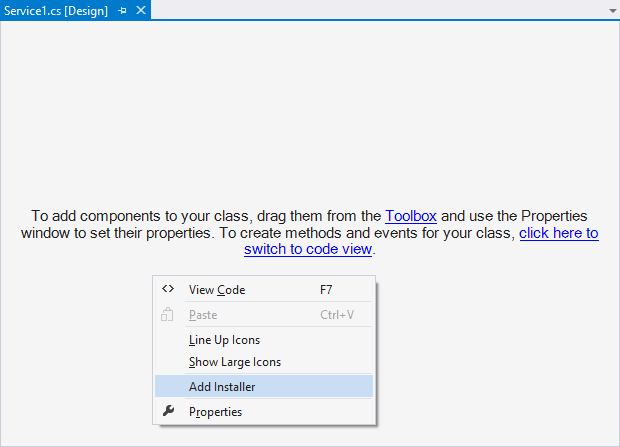 Service1.cs [Design]
To add components to your class, drag them from the Toolbox and use the Properties
window to set their properties. To create methods and events for your class, click here to
switch to code view.
View Code F7
Paste Ctrl+V
Line Up Icons
Show Large Icons
Add Installer
Properties